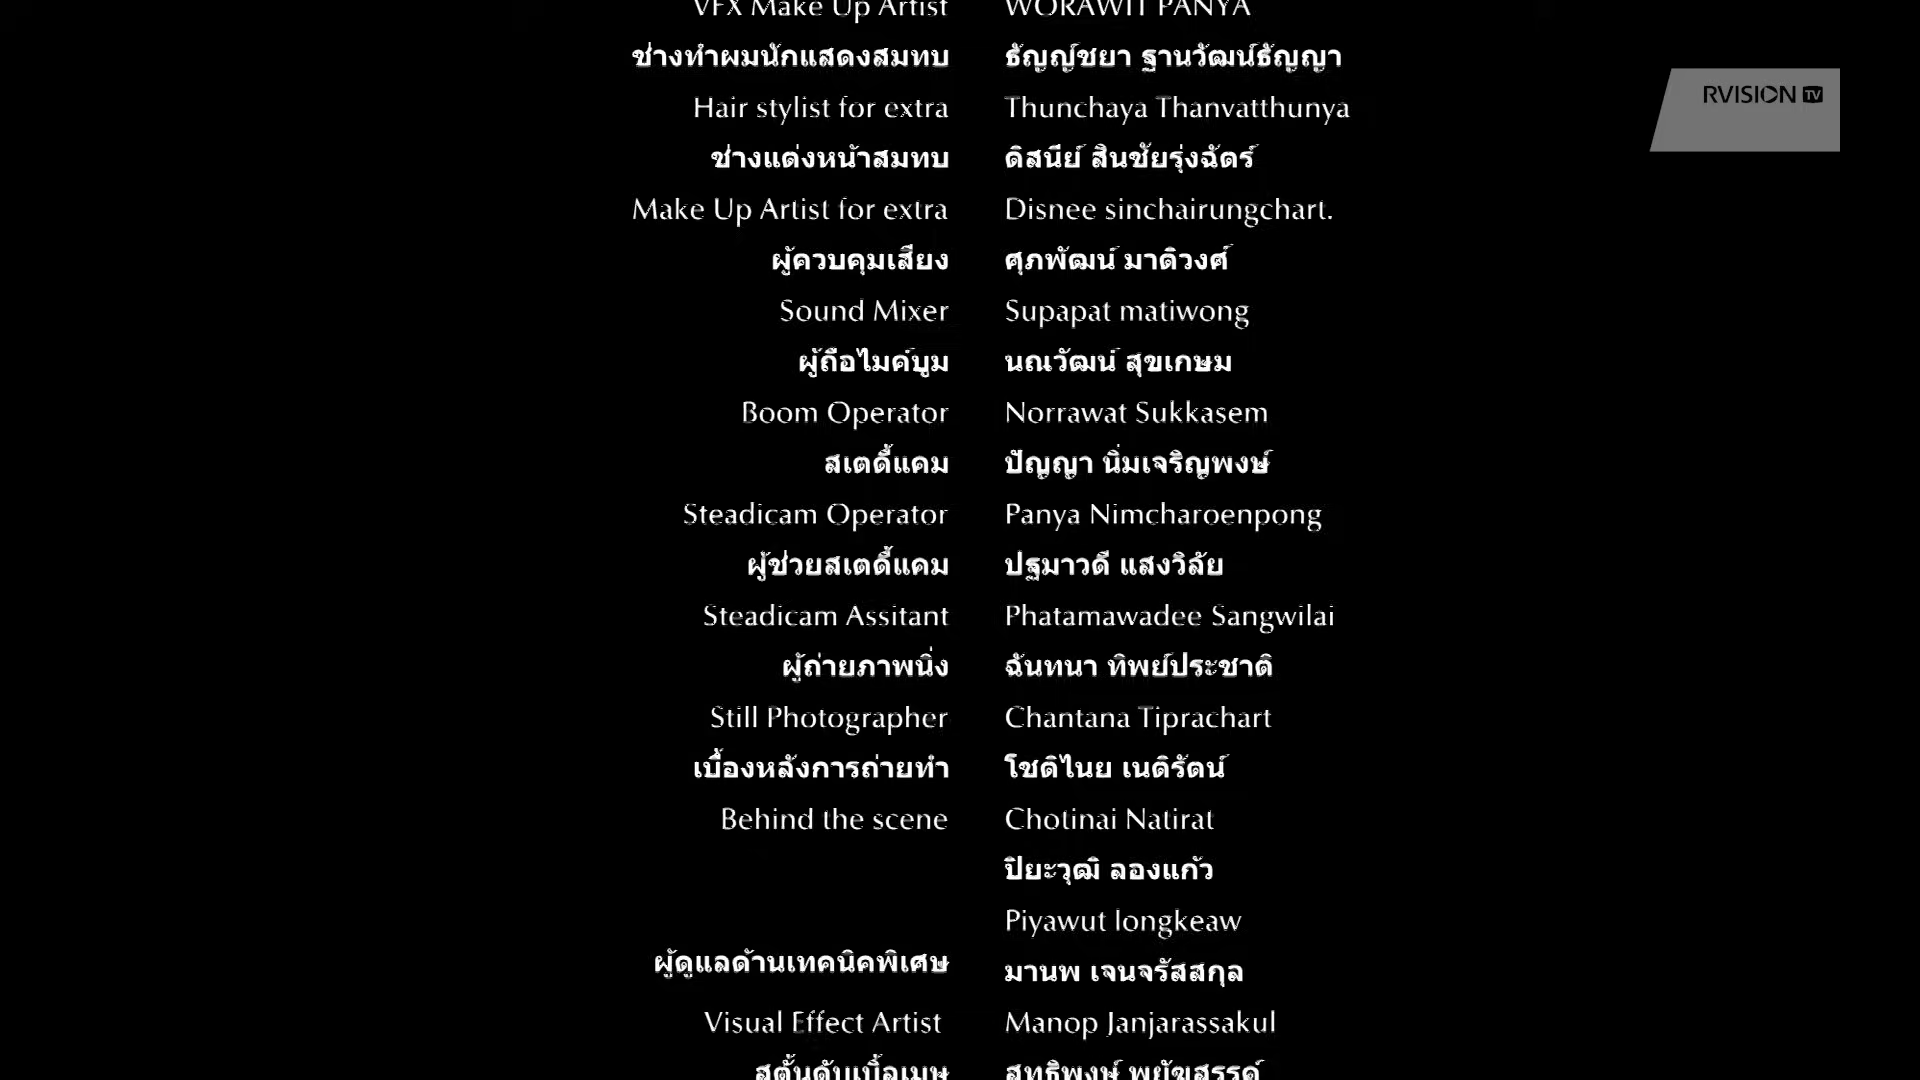 VFX Make Up Artist WORAWIT PANYA
ช่างทำผมนักแสดงสมทบ ธัญญ์ชยา ฐานวัฒน์ธัญญา
RVISION TV
Hair stylist for extra Thunchaya Thanvatthunya
ช่างแต่งหน้าสมทบ ดิสนีย์ สินชัยรุ่งฉัตร์
Make Up Artist for extra Disnee sinchairungchart.
ผู้ควบคุมเสียง ศุภพัฒน์ มาติวงศ์
Sound Mixer Supapat matiwong
ผู้ถือไมค์บูม นณวัฒน์ สุขเกษม
Boom Operator Norrawat Sukkasem
สเตดี้แคม ปัญญา นิ่มเจริญพงษ์
Steadicam Operator Panya Nimcharoenpong
ผู้ช่วยสเตดี้แคม ปฐมาวดี แสงวิลัย
Steadicam Assitant Phatamawadee Sangwilai
ผู้ถ่ายภาพนิ่ง ฉันทนา ทิพย์ประชาติ
Still Photographer Chantana Tiprachart
เบื้องหลังการถ่ายทำ โชติไนย เนติรัตน์
Behind the scene Chotinai Natirat
ปิยะวุฒิ ลองแก้ว
Piyawut longkeaw
ผู้ดูแลด้านเทคนิคพิเศษ มานพ เจนจรัสสกุล
Visual Effect Artist Manop Janjarassakul